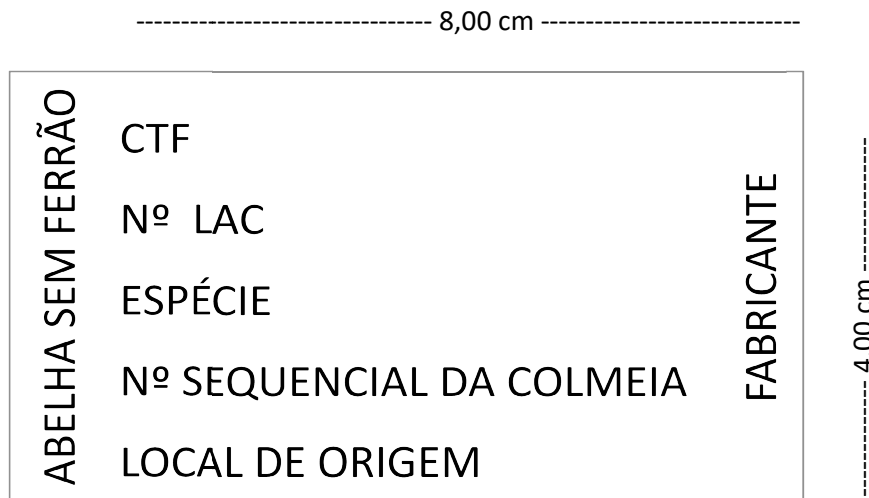 -------------------------------- 8,00 cm ----------------------------
ABELHA SEM FERRÃO
CTF
Nº  LAC
ESPÉCIE
Nº SEQUENCIAL DA COLMEIA
LOCAL DE ORIGEM
FABRICANTE
------------- 4,00 cm ---------------